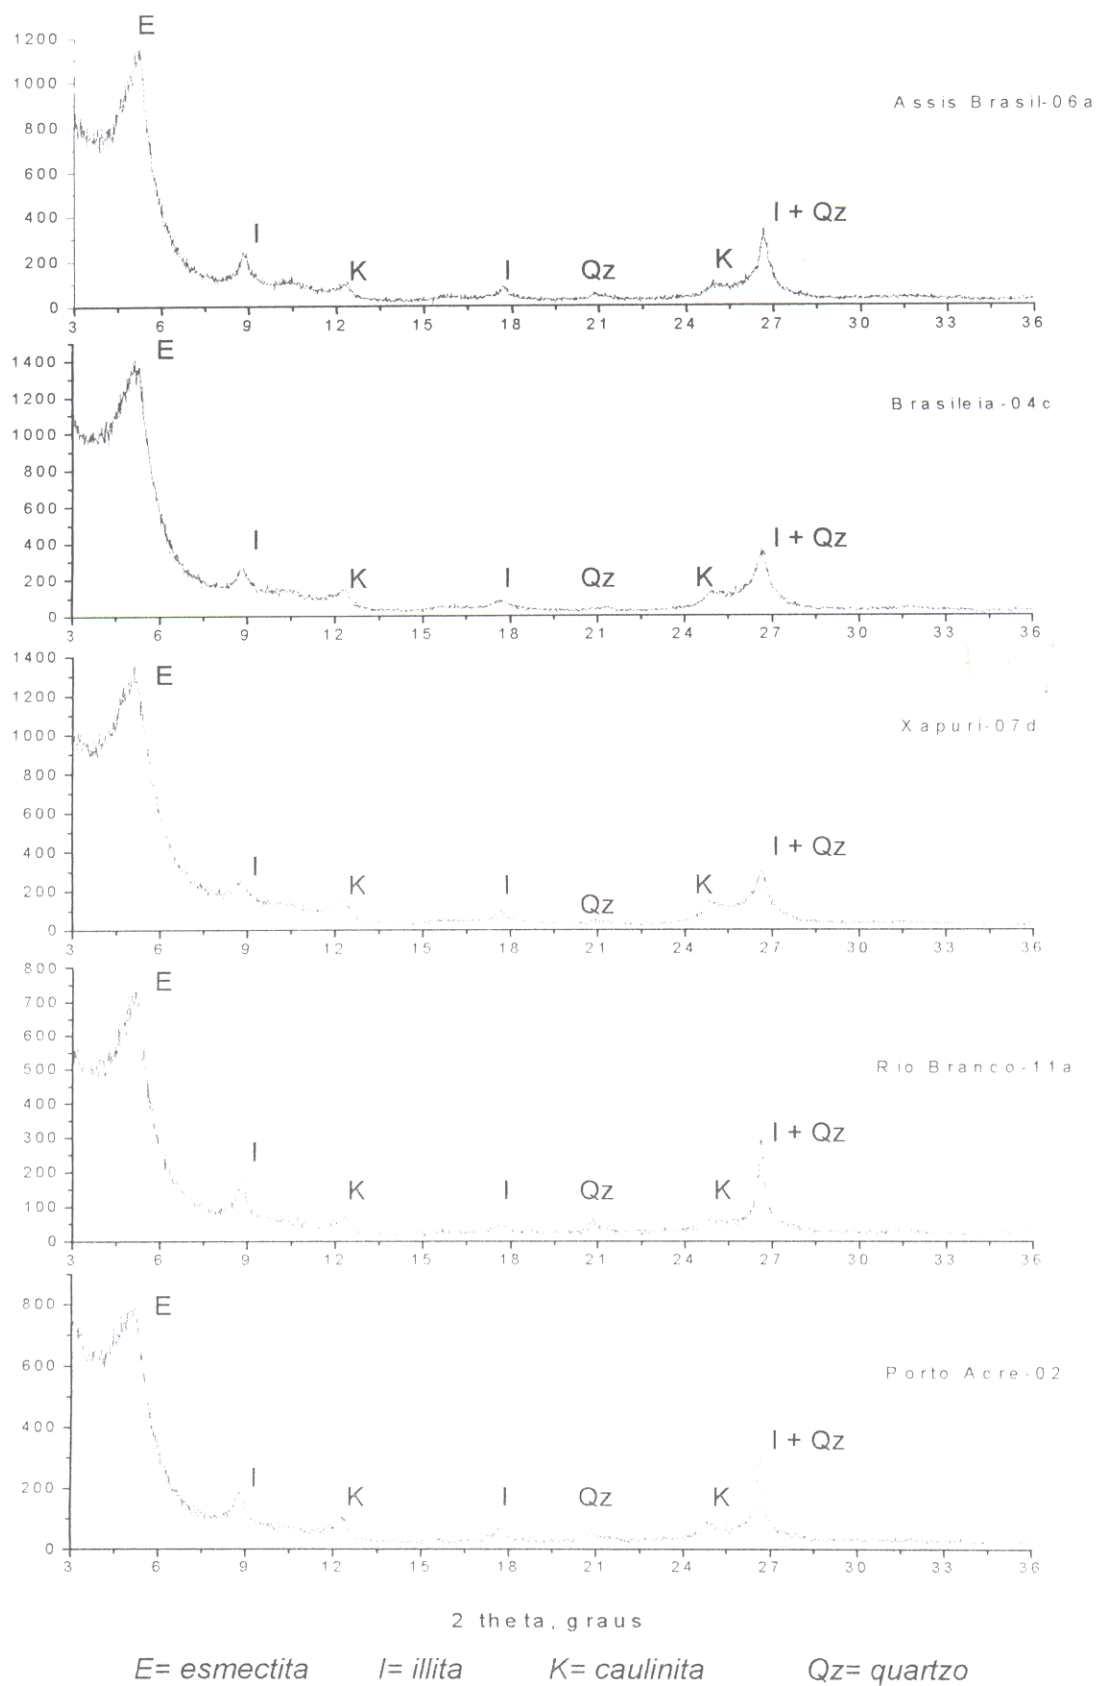 E
1200
1000
Assis Brasil-06a
800
600
400
I + Qz
I
200
K
I
Qz
K
0
3 6 9 12 15 18 21 24 27 30 33 36
E
1400
1200
Brasileia-04c
1000
800
600
400
I
I + Qz
200
K
I
Qz
K
0
3 6 9 12 15 18 21 24 27 30 33 36
1400
E
1200
Xapuri-07d
1000
800
600
400
I
I + Qz
200
K
I
Qz
K
0
3 6 9 12 15 18 21 24 27 30 33 36
800
E
700
600
500
Rio Branco-11a
400
300
I + Qz
200
I
100
K
I
Qz
K
0
3 6 9 12 15 18 21 24 27 30 33 36
800
E
600
Porto Acre-02
400
I + Qz
200
I
K
I
Qz
K
0
3 6 9 12 15 18 21 24 27 30 33 36
2 theta, graus
E= esmectita I= illita K= caulinita Qz= quartzo